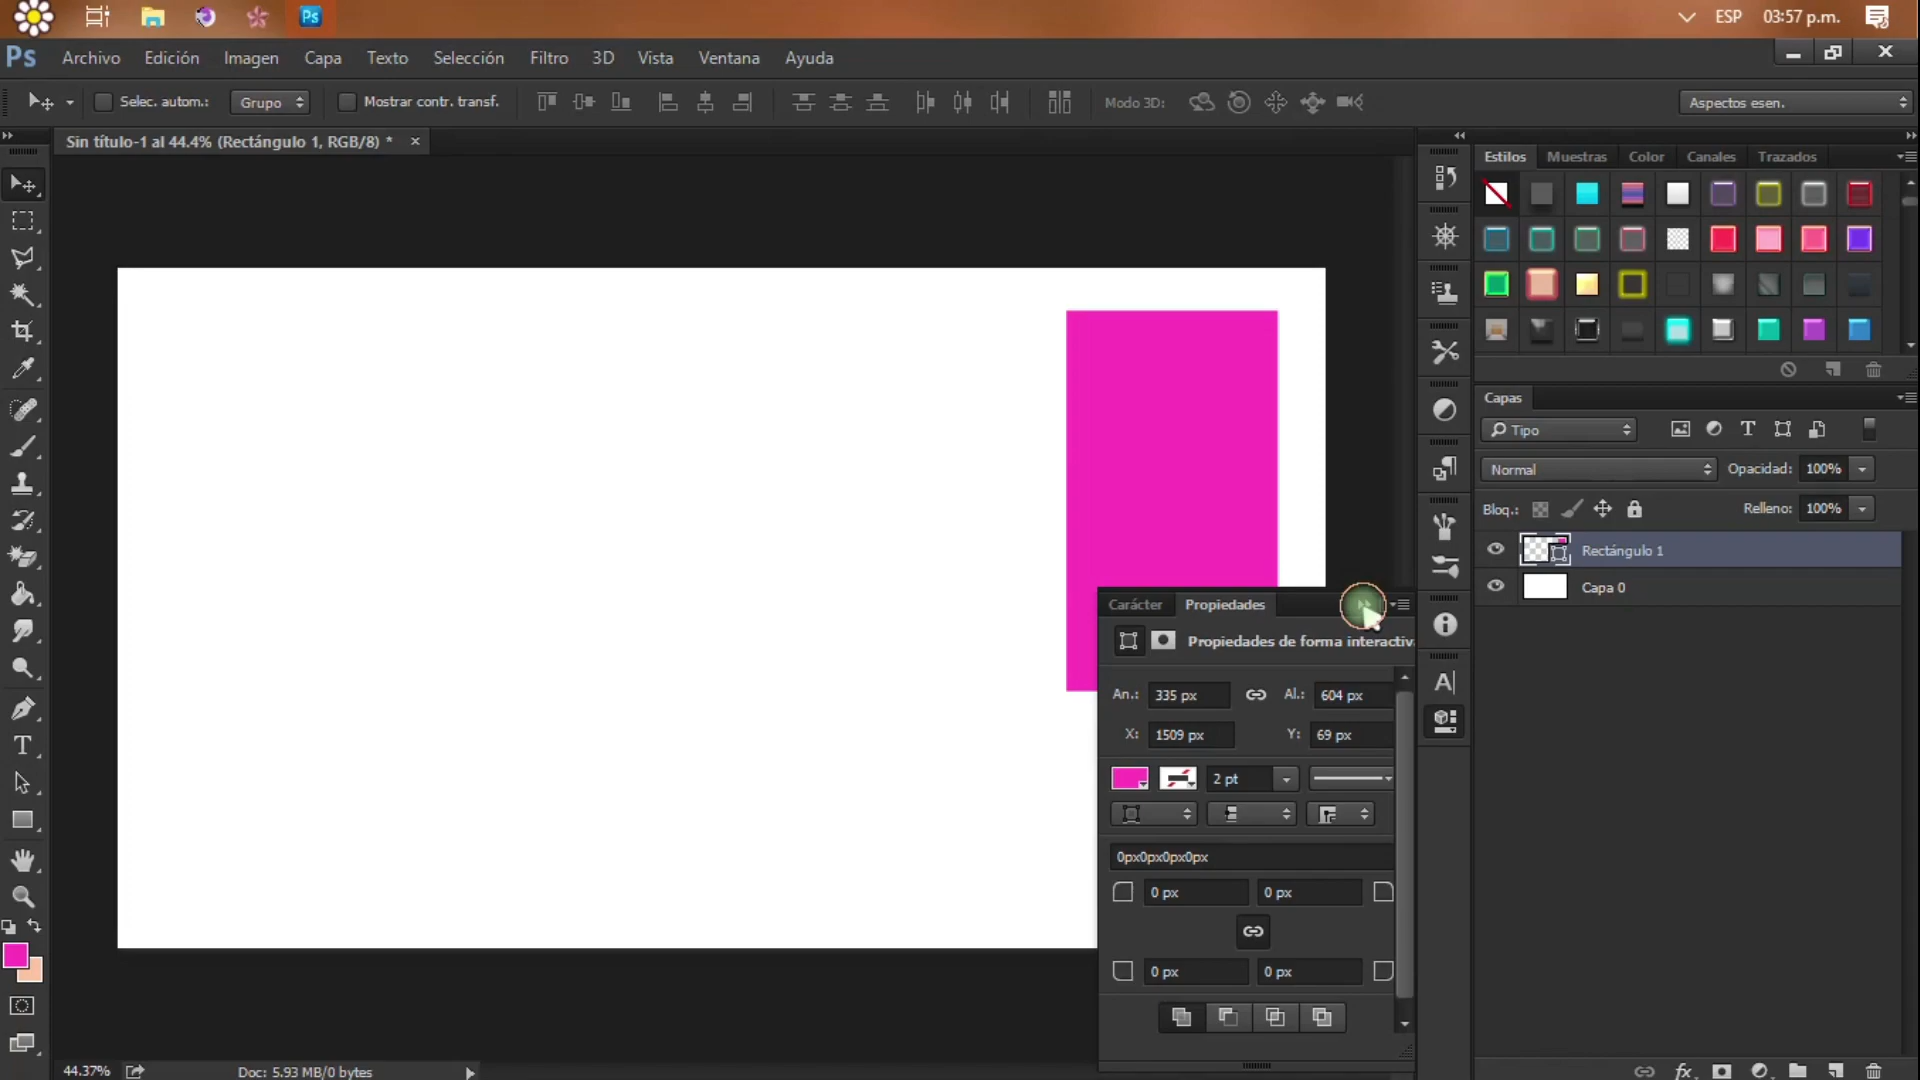 Ps
ESP
03:57 p.m.
Ps
Archivo
Edición
Imagen
Capa
Texto
Selección
Filtro
3D
Vista
Ventana
Ayuda
Selec. autom.:
Grupo
Mostrar contr. transf.
Modo 3D:
Aspectos esen.
Sin título-1 al 44.4% (Rectángulo 1, RGB/8) *
Estilos
Muestras
Color
Canales
Trazados
Capas
Tipo
Normal
Opacidad: 100%
Bloq.:
Relleno: 100%
Rectángulo 1
Capa 0
Carácter
Propiedades
Propiedades de forma interactiva
An.: 335 px
Al.: 604 px
X: 1509 px
Y: 69 px
2 pt
0px0px0px0px
0 px
0 px
0 px
0 px
44.37%
Doc: 5.93 MB/0 bytes
fx